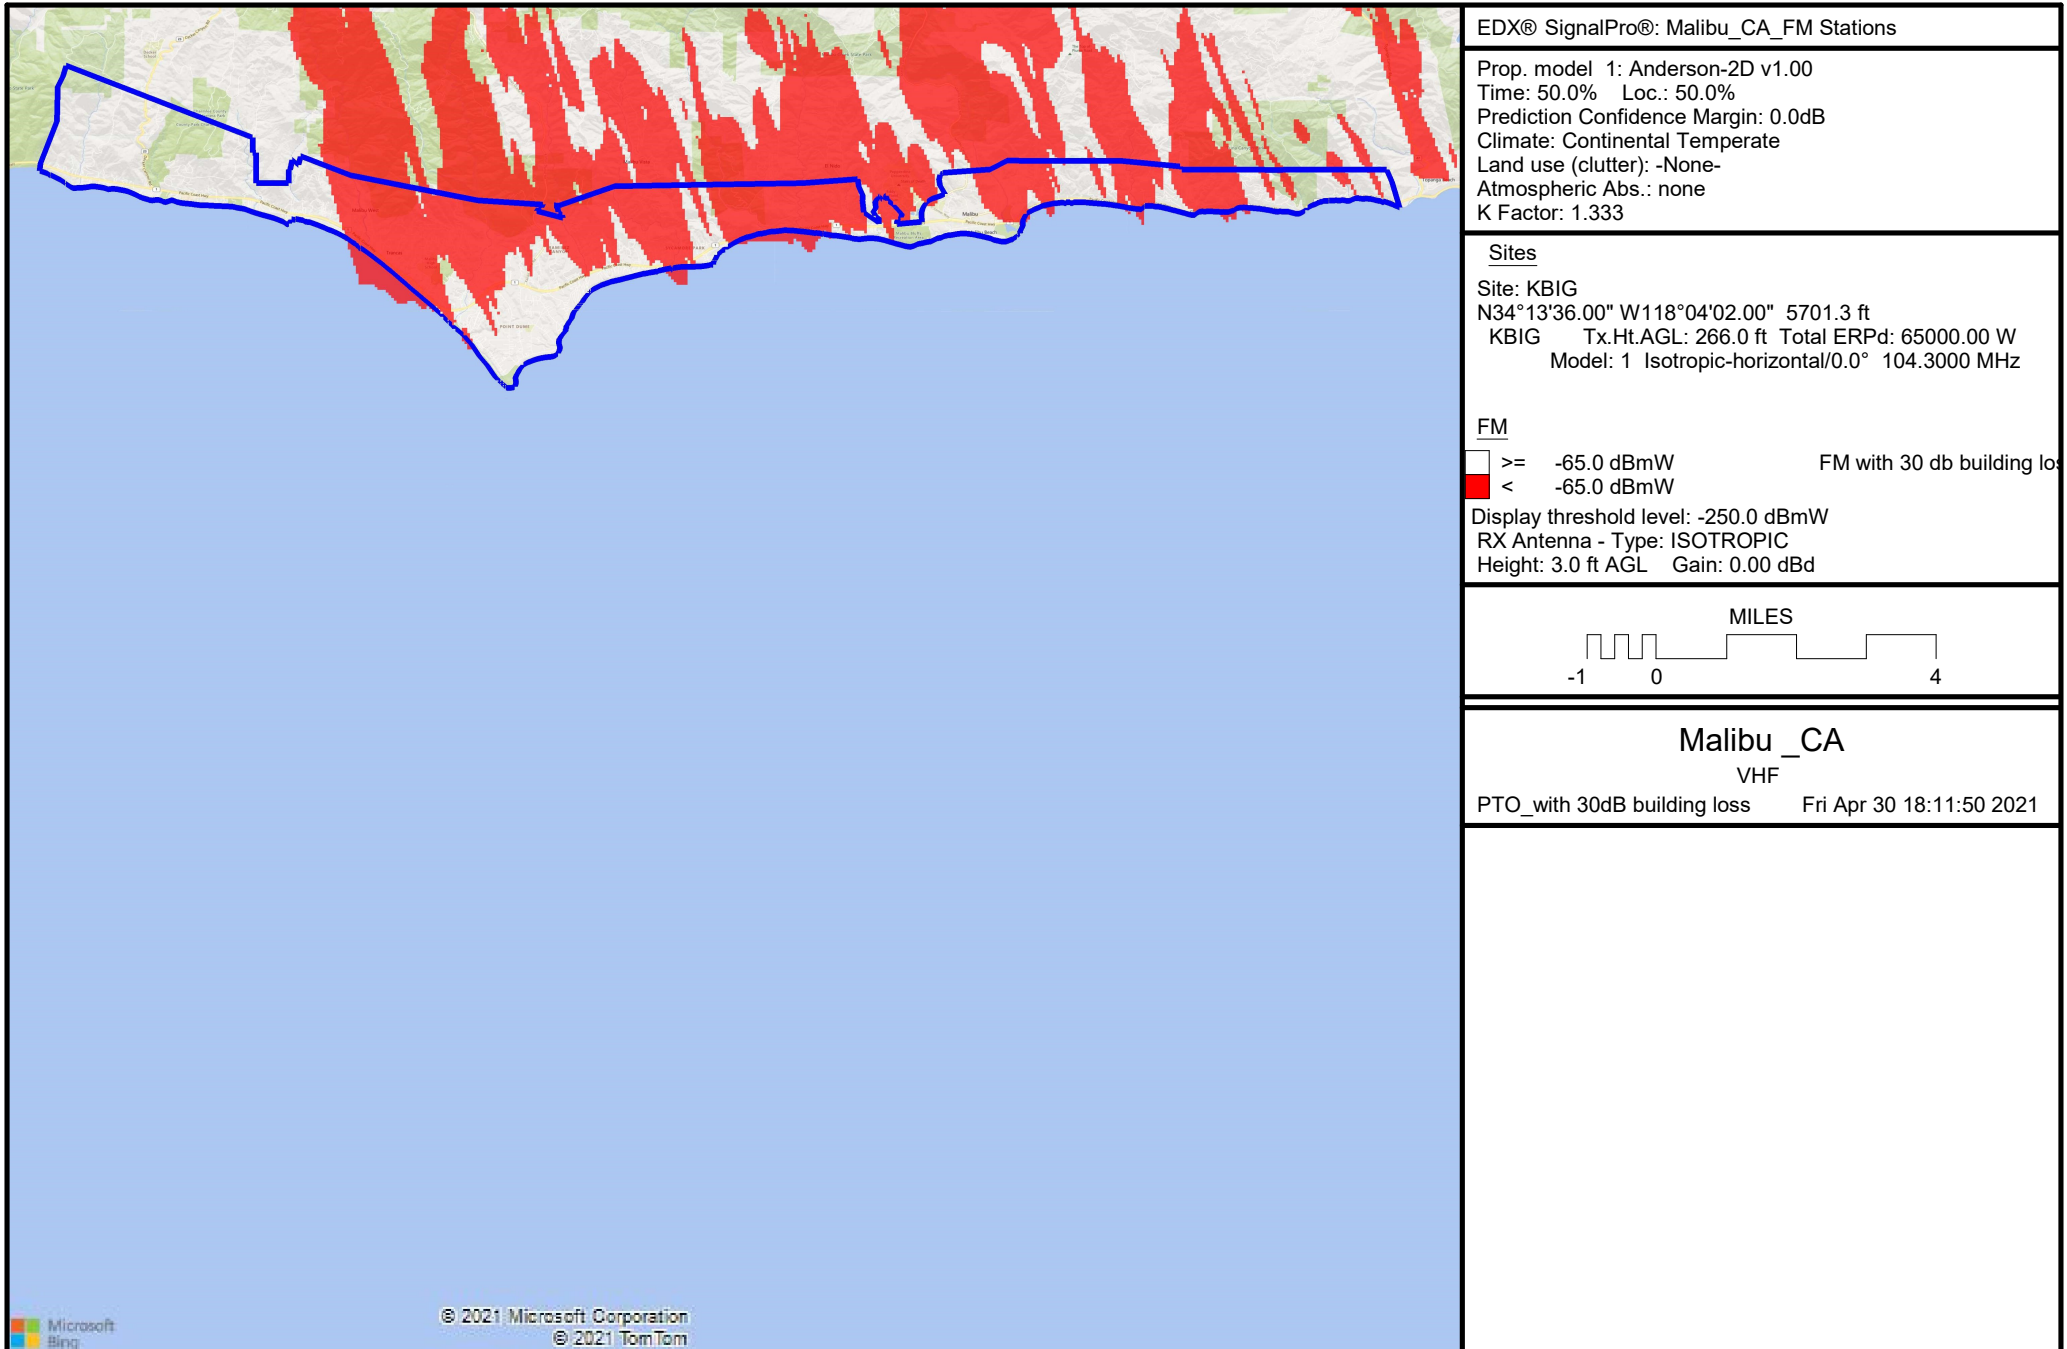 EDX® SignalPro®: Malibu_CA_FM Stations
Prop. model 1: Anderson-2D v1.00
Time: 50.0% Loc.: 50.0%
Prediction Confidence Margin: 0.0dB
Climate: Continental Temperate
Land use (clutter): -None-
Atmospheric Abs.: none
K Factor: 1.333
Sites
Site: KBIG
N34°13'36.00" W118°04'02.00" 5701.3 ft
KBIG Tx.Ht.AGL: 266.0 ft Total ERPd: 65000.00 W
Model: 1 Isotropic-horizontal/0.0° 104.3000 MHz
FM
>= -65.0 dBmW FM with 30 db building los
< -65.0 dBmW
Display threshold level: -250.0 dBmW
RX Antenna - Type: ISOTROPIC
Height: 3.0 ft AGL Gain: 0.00 dBd
MILES
-1 0 4
Malibu _CA
VHF
PTO_with 30dB building loss Fri Apr 30 18:11:50 2021
Malibu
POINT DUME
© 2021 Microsoft Corporation
© 2021 TomTom
Microsoft
Bing